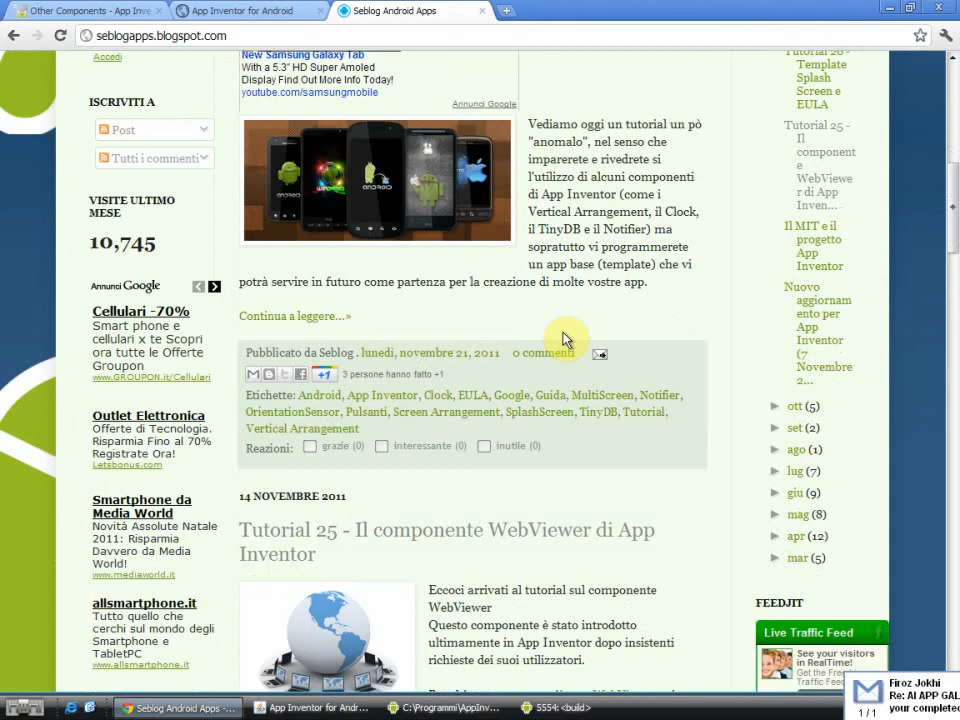 Other Components - App Inve
App Inventor for Android
Seblog Android Apps
seblogapps.blogspot.com
Accedi
ISCRIVITI A
Post
Tutti i commenti
VISITE ULTIMO
MESE
10,745
Annunci Google
Cellulari -70%
Smart phone e
cellulari x te Scopri
ora tutte le Offerte
Groupon
www.GROUPON.it/Cellulari
Outlet Elettronica
Offerte di Tecnologia.
Risparmia Fino al 70%
Registrate Ora!
Letsbonus.com
Smartphone da
Media World
Novità Assolute Natale
2011: Risparmia
Davvero da Media
World!
www.mediaworld.it
allsmartphone.it
Tutto quello che
cerchi sul mondo degli
Smartphone e
TabletPC
www.allsmartphone.it
New Samsung Galaxy Tab
With a 5.3" HD Super Amoled
Display Find Out More Info Today!
youtube.com/samsungmobile
Annunci Google
Vediamo oggi un tutorial un pò
"anomalo", nel senso che
imparerete e rivedrete si
l'utilizzo di alcuni componenti
di App Inventor (come i
Vertical Arrangement, il Clock,
il TinyDB e il Notifier) ma
sopratutto vi programmerete
un app base (template) che vi
potrà servire in futuro come partenza per la creazione di molte vostre app.
Continua a leggere...»
Pubblicato da Seblog . lunedì, novembre 21, 2011 0 commenti
+1 3 persone hanno fatto +1
Etichette: Android, App Inventor, Clock, EULA, Google, Guida, MultiScreen, Notifier,
OrientationSensor, Pulsanti, Screen Arrangement, SplashScreen, TinyDB, Tutorial,
Vertical Arrangement
Reazioni: grazie (0) interessante (0) inutile (0)
14 NOVEMBRE 2011
Tutorial 25 - Il componente WebViewer di App
Inventor
Eccoci arrivati al tutorial sul componente
WebViewer
Questo componente è stato introdotto
ultimamente in App Inventor dopo insistenti
richieste dei suoi utilizzatori.
Tutorial 26 -
Template
Splash
Screen e
EULA
Tutorial 25 -
Il
component
e
WebViewe
r di App
Inven...
Il MIT e il
progetto
App
Inventor
Nuovo
aggiornam
ento per
App
Inventor
(7
Novembre
2...
ott (5)
set (2)
ago (1)
lug (7)
giu (9)
mag (8)
apr (12)
mar (5)
FEEDJIT
Live Traffic Feed
See your visitors
in RealTime!
Get the Free
Traffic Feed
Firoz Jokhi
Re: AI APP GAL
your complete
1 / 1
Seblog Android Apps -...
App Inventor for Andr...
C:\Programmi\AppInv...
5554:<build>